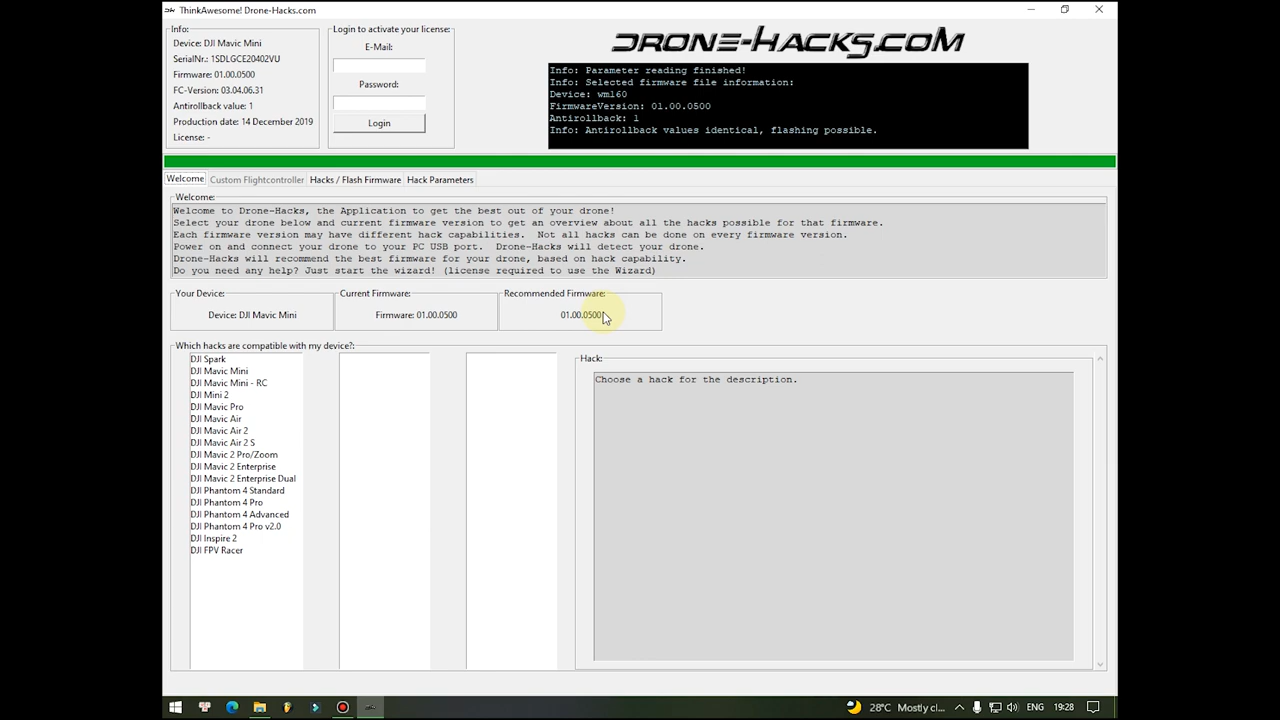 ThinkAwesome! Drone-Hacks.com
Info:
Device: DJI Mavic Mini
SerialNr.: 1SDLGCE20402VU
Firmware: 01.00.0500
FC-Version: 03.04.06.31
Antirollback value: 1
Production date: 14 December 2019
License: -
Login to activate your license:
E-Mail:
Password:
Login
DRONE-HACKS.COM
Info: Parameter reading finished!
Info: Selected firmware file information:
Device: wm160
FirmwareVersion: 01.00.0500
Antirollback: 1
Info: Antirollback values identical, flashing possible.
Welcome Custom Flightcontroller Hacks / Flash Firmware Hack Parameters
Welcome:
Welcome to Drone-Hacks, the Application to get the best out of your drone!
Select your drone below and current firmware version to get an overview about all the hacks possible for that firmware.
Each firmware version may have different hack capabilities. Not all hacks can be done on every firmware version.
Power on and connect your drone to your PC USB port. Drone-Hacks will detect your drone.
Drone-Hacks will recommend the best firmware for your drone, based on hack capability.
Do you need any help? Just start the wizard! (license required to use the Wizard)
Your Device:
Device: DJI Mavic Mini
Current Firmware:
Firmware: 01.00.0500
Recommended Firmware:
01.00.0500
Which hacks are compatible with my device?:
DJI Spark
DJI Mavic Mini
DJI Mavic Mini - RC
DJI Mini 2
DJI Mavic Pro
DJI Mavic Air
DJI Mavic Air 2
DJI Mavic Air 2 S
DJI Mavic 2 Pro/Zoom
DJI Mavic 2 Enterprise
DJI Mavic 2 Enterprise Dual
DJI Phantom 4 Standard
DJI Phantom 4 Pro
DJI Phantom 4 Advanced
DJI Phantom 4 Pro v2.0
DJI Inspire 2
DJI FPV Racer
Hack:
Choose a hack for the description.
28°C Mostly cl... ENG 19:28